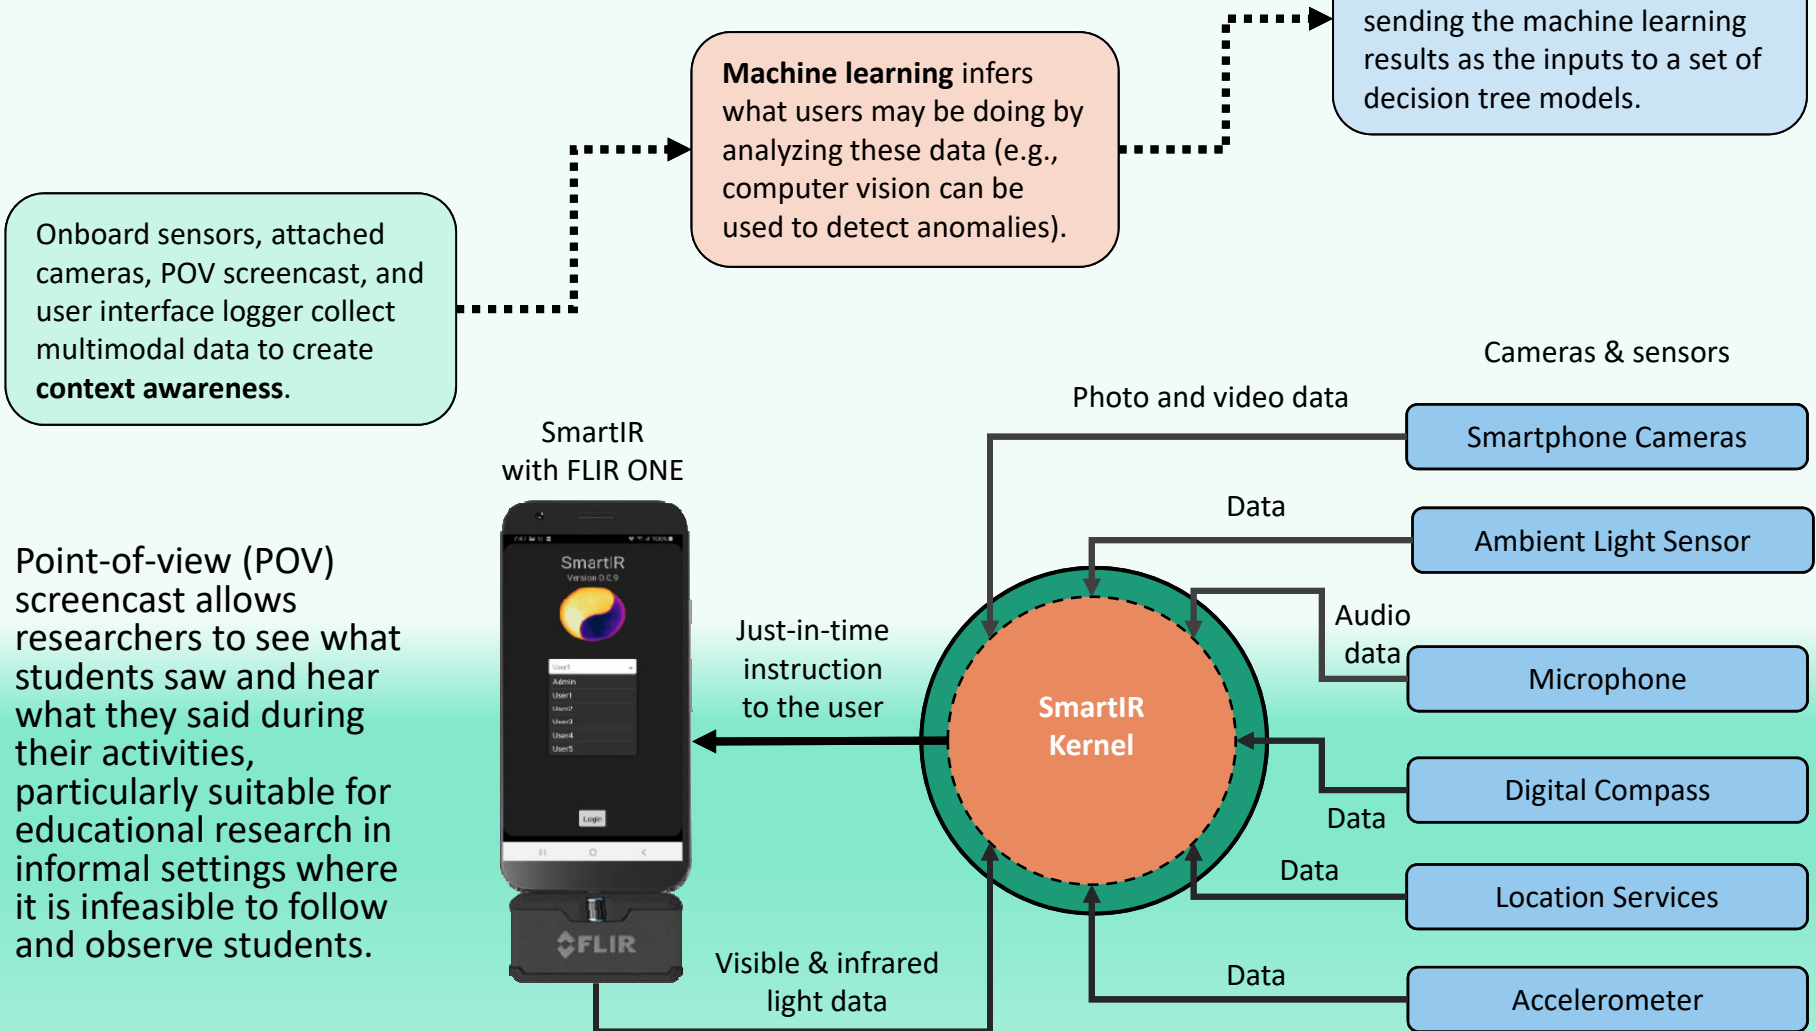 sending the machine learning
results as the inputs to a set of
decision tree models.
Machine learning infers
what users may be doing by
analyzing these data (e.g.,
computer vision can be
used to detect anomalies).
Onboard sensors, attached
cameras, POV screencast, and
user interface logger collect
multimodal data to create
context awareness.
Point-of-view (POV)
screencast allows
researchers to see what
students saw and hear
what they said during
their activities,
particularly suitable for
educational research in
informal settings where
it is infeasible to follow
and observe students.
SmartIR
with FLIR ONE
SmartIR
Version 0.0.9
User1
Admin
User1
User2
User3
User4
User5
Login
FLIR
Just-in-time
instruction
to the user
Visible & infrared
light data
SmartIR
Kernel
Cameras & sensors
Photo and video data
Smartphone Cameras
Data
Ambient Light Sensor
Audio
data
Microphone
Digital Compass
Data
Data
Location Services
Data
Accelerometer